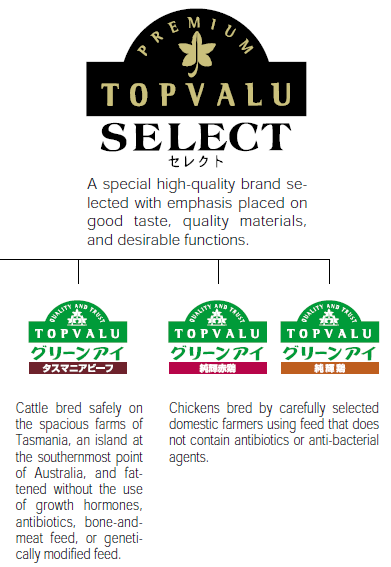 PREMIUM
TOPVALU
SELECT
セレクト
A special high-quality brand se-
lected with emphasis placed on
good taste, quality materials,
and desirable functions.
QUALITY AND TRUST
TOPVALU
グリーンアイ
タスマニアビーフ
QUALITY AND TRUST
TOPVALU
グリーンアイ
純輝赤鶏
QUALITY AND TRUST
TOPVALU
グリーンアイ
純輝鶏
Cattle bred safely on
the spacious farms of
Tasmania, an island at
the southernmost point
of Australia, and fat-
tened without the use
of growth hormones,
antibiotics, bone-and-
meat feed, or geneti-
cally modified feed.
Chickens bred by carefully selected
domestic farmers using feed that does
not contain antibiotics or anti-bacterial
agents.